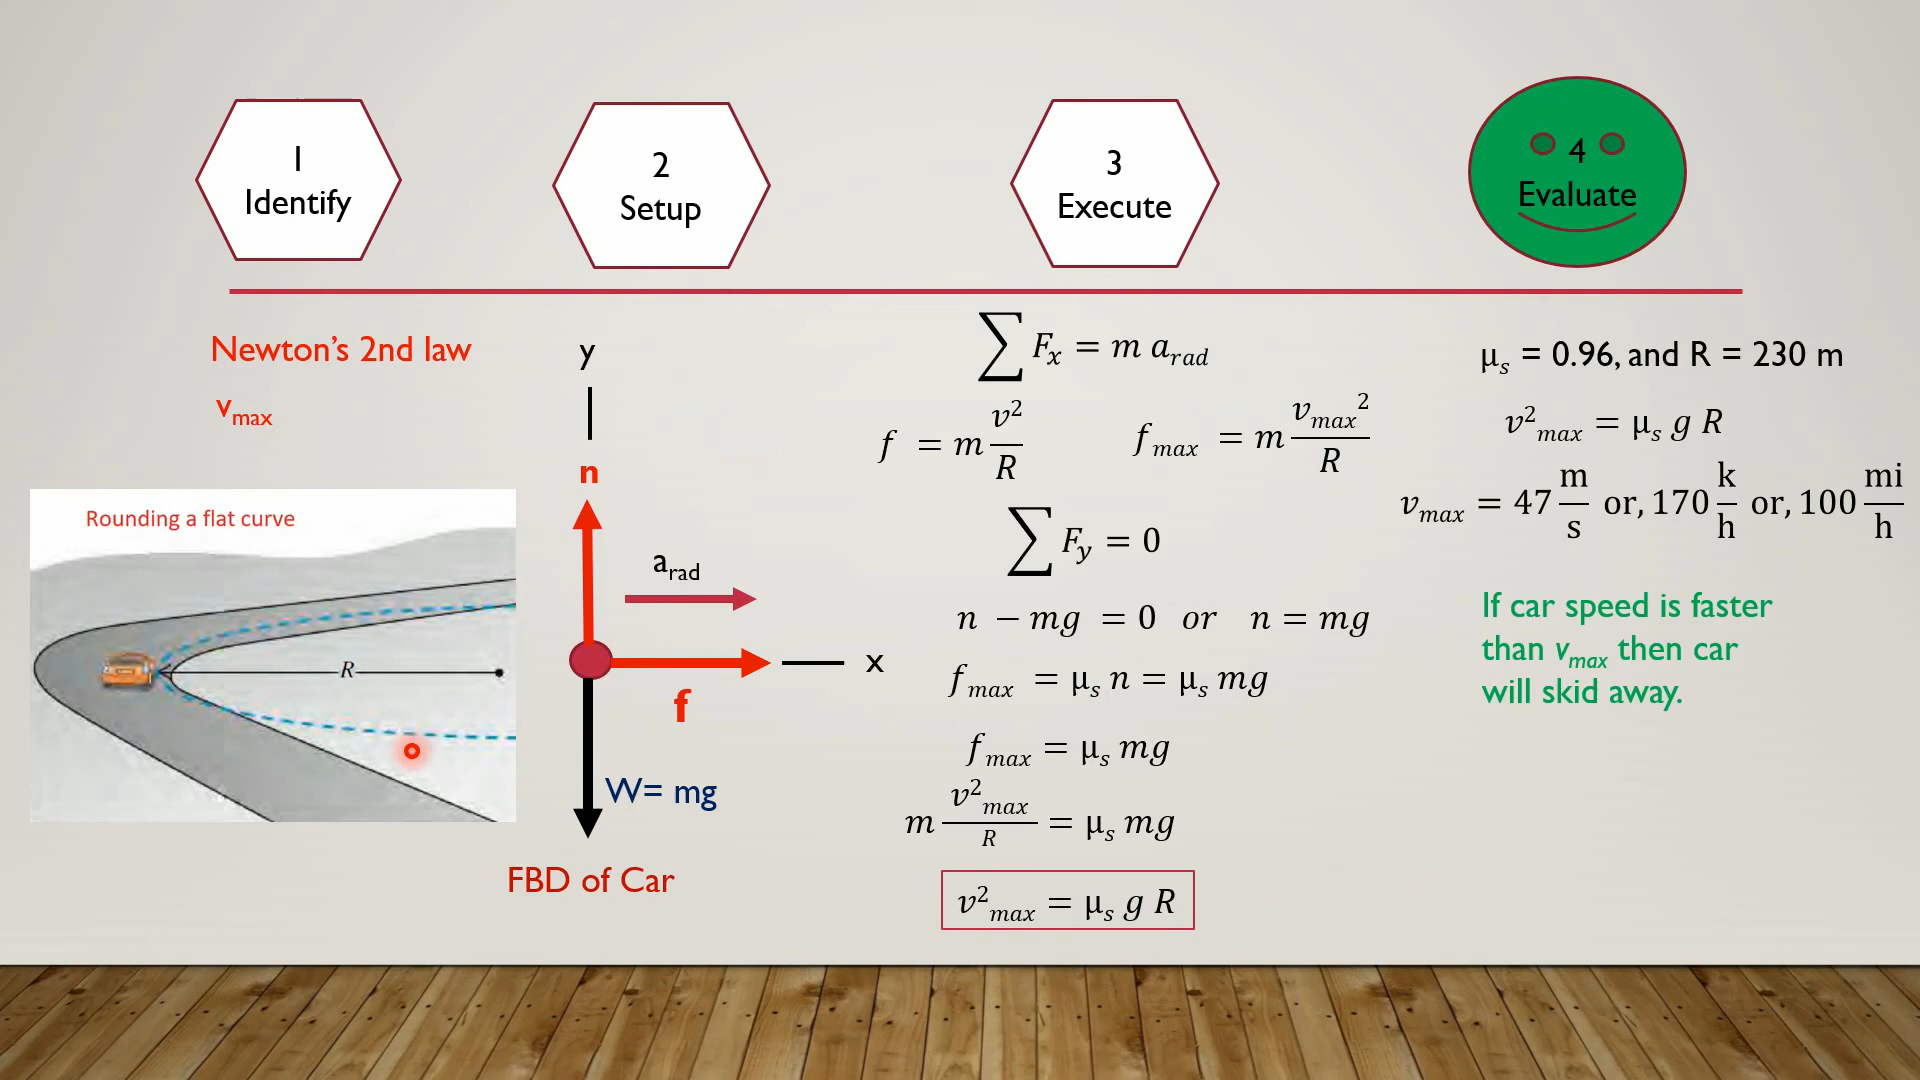 1
Identify
2
Setup
3
Execute
4
Evaluate
Newton's 2nd law
v_max
Rounding a flat curve
R
y
n
a_rad
x
f
W= mg
FBD of Car
∑ F_x = m a_rad
f = m v²/R
f_max = m v_max²/R
∑ F_y = 0
n − mg = 0 or n = mg
f_max = μ_s n = μ_s mg
f_max = μ_s mg
m v²_max/R = μ_s mg
v²_max = μ_s g R
μ_s = 0.96, and R = 230 m
v²_max = μ_s g R
v_max = 47 m/s or, 170 k/h or, 100 mi/h
If car speed is faster
than v_max then car
will skid away.